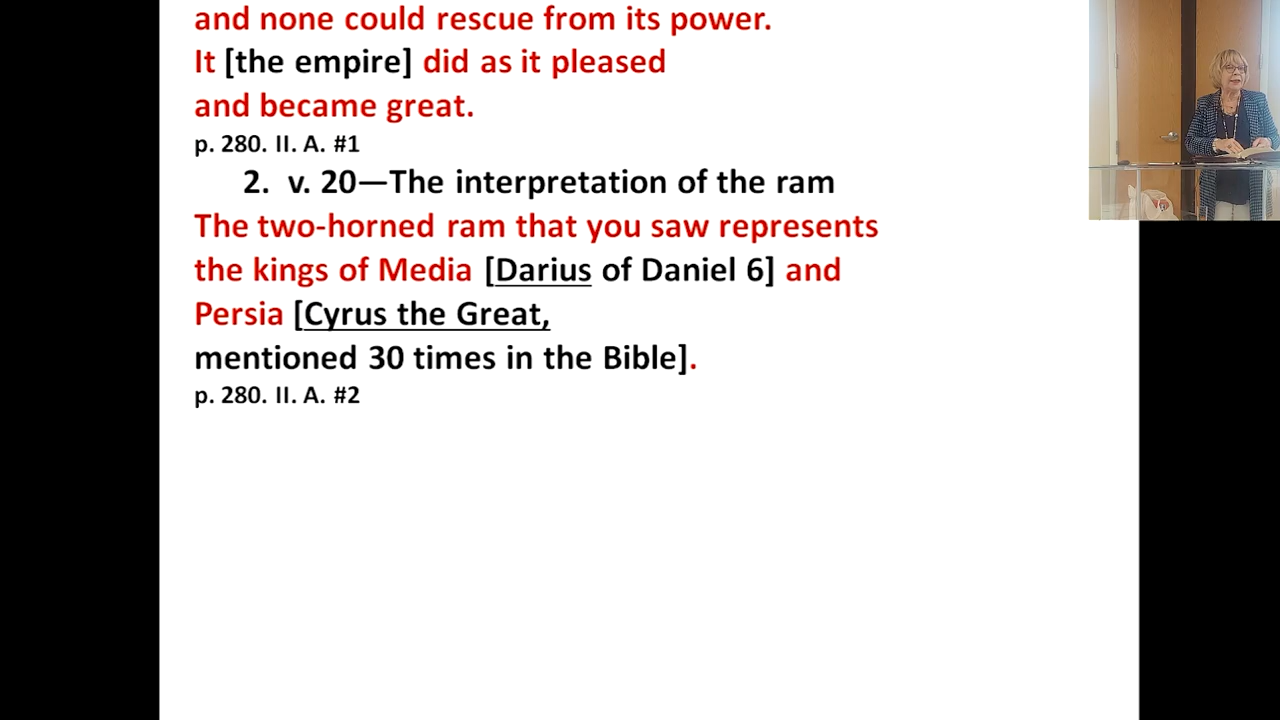 and none could rescue from its power.
It [the empire] did as it pleased
and became great.
p. 280. II. A. #1
2. v. 20—The interpretation of the ram
The two-horned ram that you saw represents
the kings of Media [Darius of Daniel 6] and
Persia [Cyrus the Great,
mentioned 30 times in the Bible].
p. 280. II. A. #2